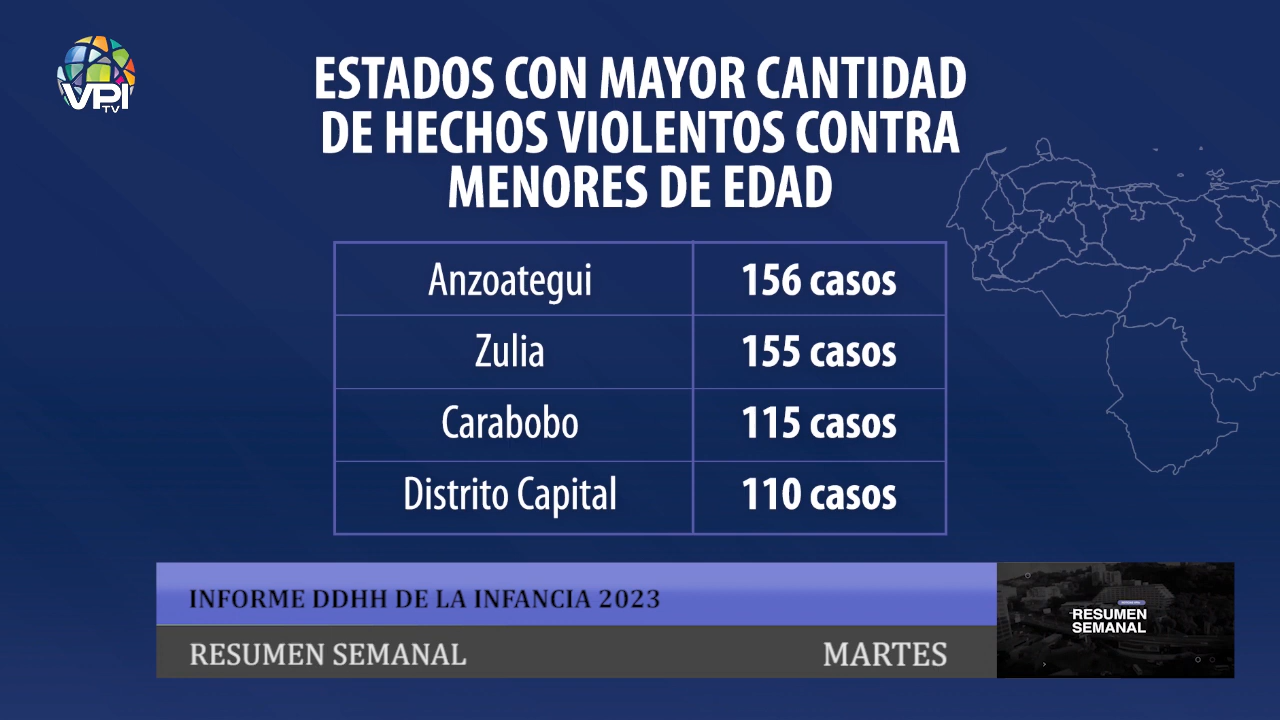 VPI
TV
ESTADOS CON MAYOR CANTIDAD
DE HECHOS VIOLENTOS CONTRA
MENORES DE EDAD
Anzoategui 156 casos
Zulia 155 casos
Carabobo 115 casos
Distrito Capital 110 casos
INFORME DDHH DE LA INFANCIA 2023
RESUMEN SEMANAL MARTES
RESUMEN
SEMANAL